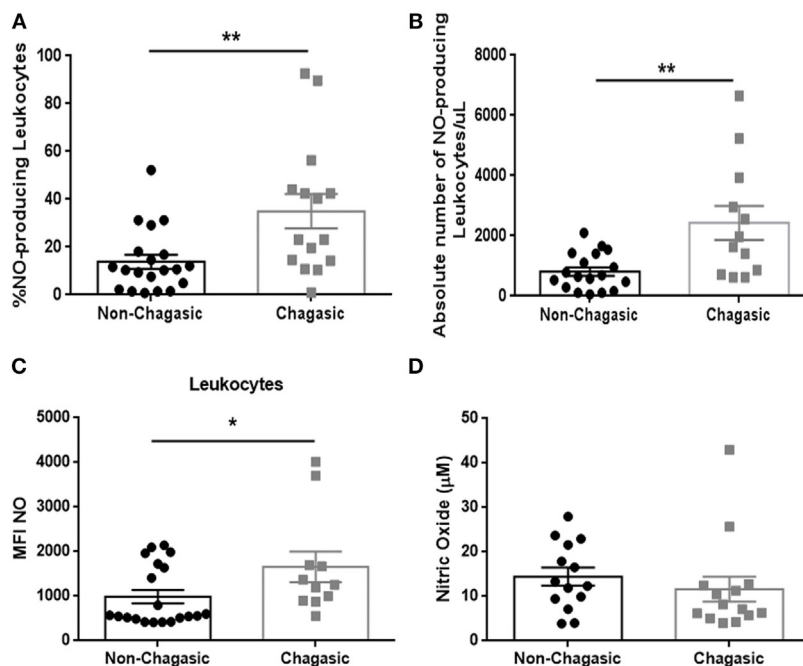 A
**
%NO-producing Leukocytes
100
80
60
40
20
0
Non-Chagasic
Chagasic
B
**
Absolute number of NO-producing
Leukocytes/uL
8000
6000
4000
2000
0
Non-Chagasic
Chagasic
C
Leukocytes
*
MFI NO
5000
4000
3000
2000
1000
0
Non-Chagasic
Chagasic
D
Nitric Oxide (µM)
50
40
30
20
10
0
Non-Chagasic
Chagasic